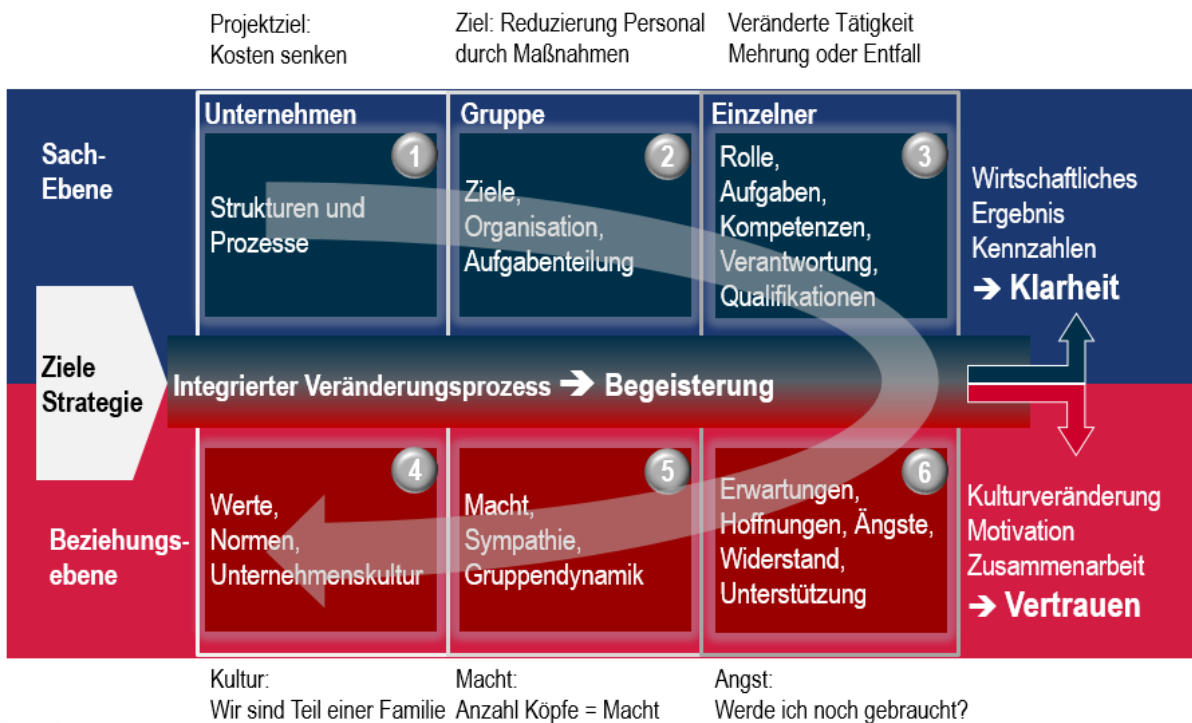 Projektziel:
Kosten senken
Ziel: Reduzierung Personal
durch Maßnahmen
Veränderte Tätigkeit
Mehrung oder Entfall
Sach-
Ebene
Unternehmen
1
Strukturen und
Prozesse
Gruppe
2
Ziele,
Organisation,
Aufgabenteilung
Einzelner
3
Rolle,
Aufgaben,
Kompetenzen,
Verantwortung,
Qualifikationen
Wirtschaftliches
Ergebnis
Kennzahlen
➔ Klarheit
Ziele
Strategie
Integrierter Veränderungsprozess ➔ Begeisterung
Beziehungs-
ebene
4
Werte,
Normen,
Unternehmenskultur
5
Macht,
Sympathie,
Gruppendynamik
6
Erwartungen,
Hoffnungen, Ängste,
Widerstand,
Unterstützung
Kulturveränderung
Motivation
Zusammenarbeit
➔ Vertrauen
Kultur:
Wir sind Teil einer Familie
Macht:
Anzahl Köpfe = Macht
Angst:
Werde ich noch gebraucht?